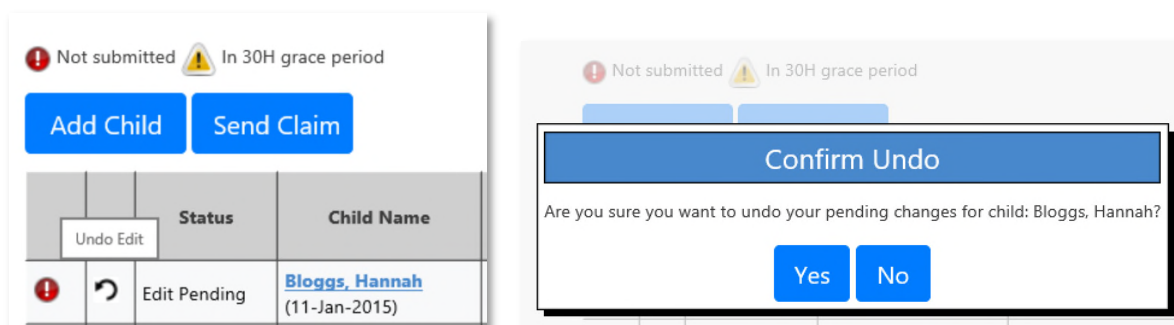 Not submitted In 30H grace period
Add Child Send Claim
Status Child Name
Undo Edit
Edit Pending Bloggs, Hannah
(11-Jan-2015)
Not submitted In 30H grace period
Confirm Undo
Are you sure you want to undo your pending changes for child: Bloggs, Hannah?
Yes No